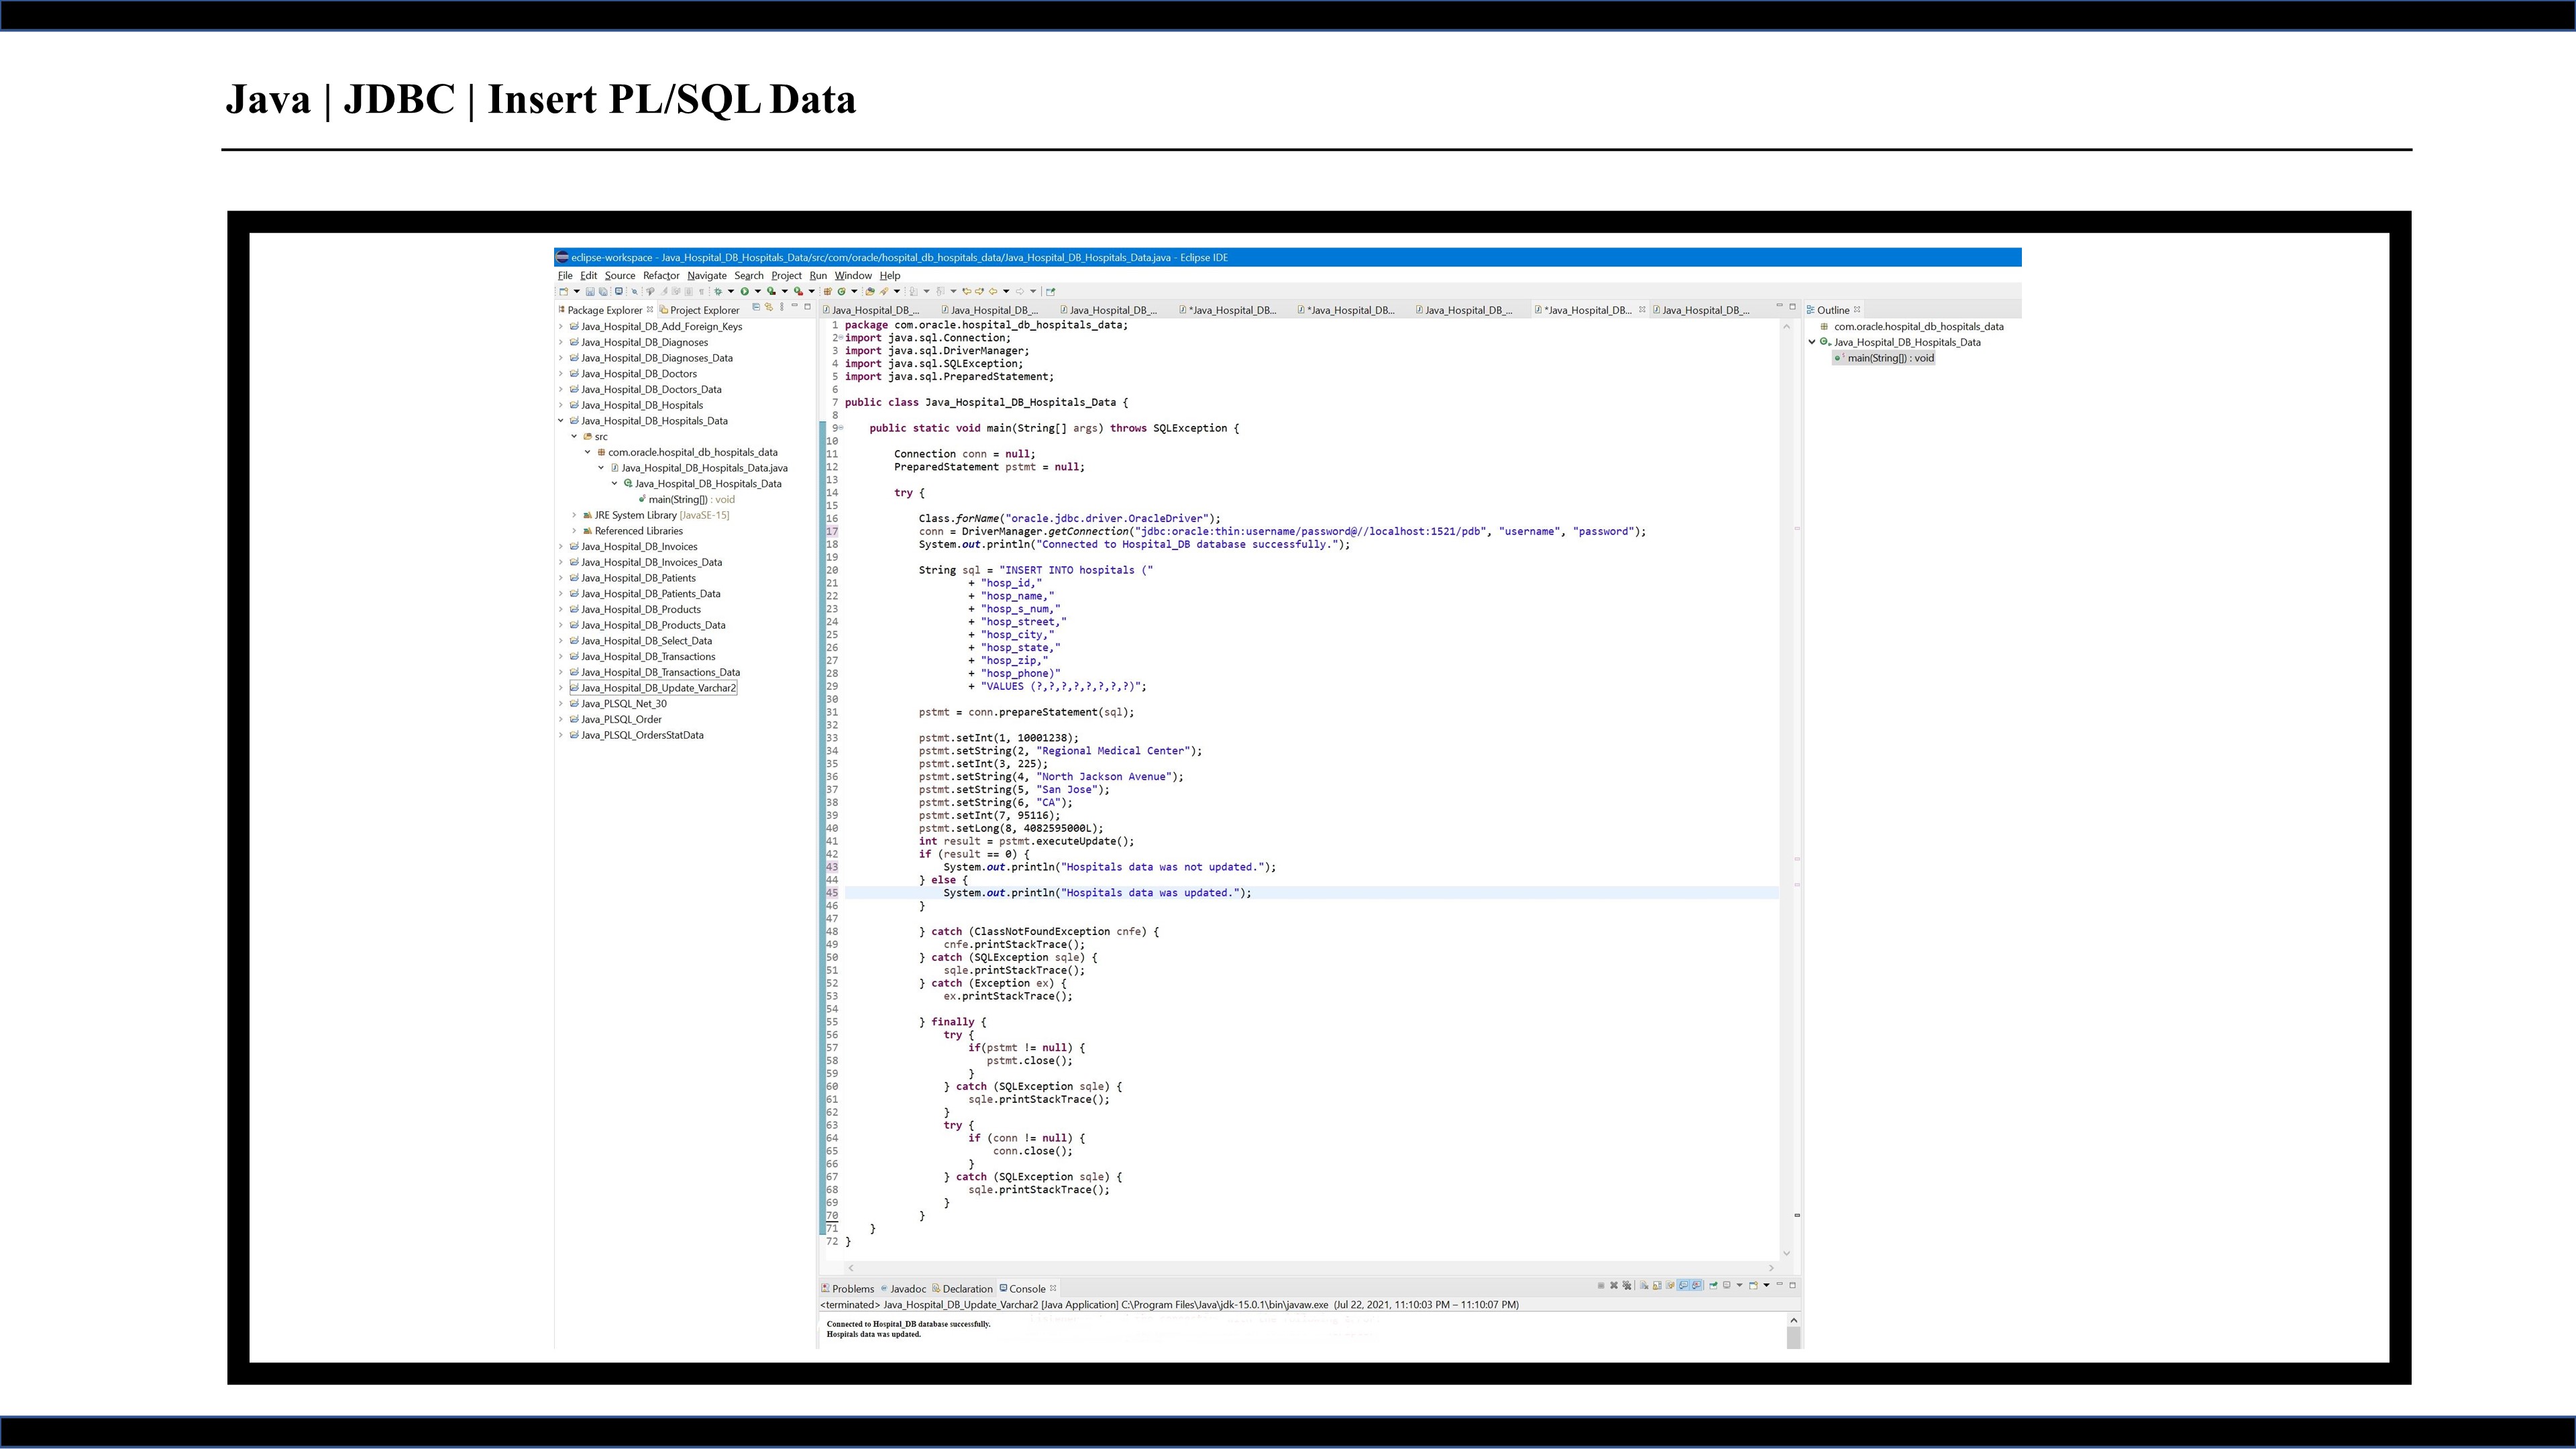 Java | JDBC | Insert PL/SQL Data
eclipse-workspace - Java_Hospital_DB_Hospitals_Data/src/com/oracle/hospital_db_hospitals_data/Java_Hospital_DB_Hospitals_Data.java - Eclipse IDE
File Edit Source Refactor Navigate Search Project Run Window Help
Package Explorer Project Explorer
Java_Hospital_DB_Add_Foreign_Keys
Java_Hospital_DB_Diagnoses
Java_Hospital_DB_Diagnoses_Data
Java_Hospital_DB_Doctors
Java_Hospital_DB_Doctors_Data
Java_Hospital_DB_Hospitals
Java_Hospital_DB_Hospitals_Data
src
com.oracle.hospital_db_hospitals_data
Java_Hospital_DB_Hospitals_Data.java
Java_Hospital_DB_Hospitals_Data
main(String[]) : void
JRE System Library [JavaSE-15]
Referenced Libraries
Java_Hospital_DB_Invoices
Java_Hospital_DB_Invoices_Data
Java_Hospital_DB_Patients
Java_Hospital_DB_Patients_Data
Java_Hospital_DB_Products
Java_Hospital_DB_Products_Data
Java_Hospital_DB_Select_Data
Java_Hospital_DB_Transactions
Java_Hospital_DB_Transactions_Data
Java_Hospital_DB_Update_Varchar2
Java_PLSQL_Net_30
Java_PLSQL_Order
Java_PLSQL_OrdersStatData
Java_Hospital_DB_... Java_Hospital_DB_... Java_Hospital_DB_... *Java_Hospital_DB... *Java_Hospital_DB... Java_Hospital_DB_... *Java_Hospital_DB... Java_Hospital_DB_...
1 package com.oracle.hospital_db_hospitals_data;
2 import java.sql.Connection;
3 import java.sql.DriverManager;
4 import java.sql.SQLException;
5 import java.sql.PreparedStatement;
6
7 public class Java_Hospital_DB_Hospitals_Data {
8
9 public static void main(String[] args) throws SQLException {
10
11 Connection conn = null;
12 PreparedStatement pstmt = null;
13
14 try {
15
16 Class.forName("oracle.jdbc.driver.OracleDriver");
17 conn = DriverManager.getConnection("jdbc:oracle:thin:username/password@//localhost:1521/pdb", "username", "password");
18 System.out.println("Connected to Hospital_DB database successfully.");
19
20 String sql = "INSERT INTO hospitals ("
21 + "hosp_id,"
22 + "hosp_name,"
23 + "hosp_s_num,"
24 + "hosp_street,"
25 + "hosp_city,"
26 + "hosp_state,"
27 + "hosp_zip,"
28 + "hosp_phone)"
29 + "VALUES (?,?,?,?,?,?,?,?)";
30
31 pstmt = conn.prepareStatement(sql);
32
33 pstmt.setInt(1, 10001238);
34 pstmt.setString(2, "Regional Medical Center");
35 pstmt.setInt(3, 225);
36 pstmt.setString(4, "North Jackson Avenue");
37 pstmt.setString(5, "San Jose");
38 pstmt.setString(6, "CA");
39 pstmt.setInt(7, 95116);
40 pstmt.setLong(8, 4082595000L);
41 int result = pstmt.executeUpdate();
42 if (result == 0) {
43 System.out.println("Hospitals data was not updated.");
44 } else {
45 System.out.println("Hospitals data was updated.");
46 }
47
48 } catch (ClassNotFoundException cnfe) {
49 cnfe.printStackTrace();
50 } catch (SQLException sqle) {
51 sqle.printStackTrace();
52 } catch (Exception ex) {
53 ex.printStackTrace();
54
55 } finally {
56 try {
57 if(pstmt != null) {
58 pstmt.close();
59 }
60 } catch (SQLException sqle) {
61 sqle.printStackTrace();
62 }
63 try {
64 if (conn != null) {
65 conn.close();
66 }
67 } catch (SQLException sqle) {
68 sqle.printStackTrace();
69 }
70 }
71 }
72 }
Outline
com.oracle.hospital_db_hospitals_data
Java_Hospital_DB_Hospitals_Data
main(String[]) : void
Problems Javadoc Declaration Console
<terminated> Java_Hospital_DB_Update_Varchar2 [Java Application] C:\Program Files\Java\jdk-15.0.1\bin\javaw.exe (Jul 22, 2021, 11:10:03 PM – 11:10:07 PM)
Connected to Hospital_DB database successfully.
Hospitals data was updated.